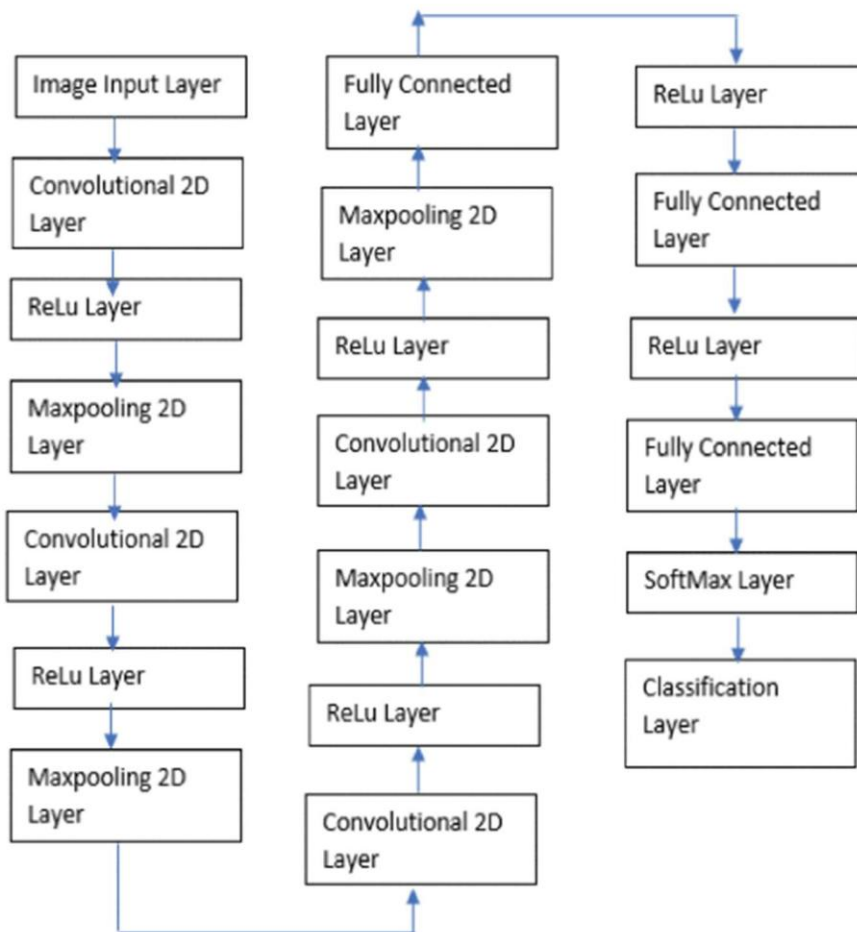 Image Input Layer
Convolutional 2D
Layer
ReLu Layer
Maxpooling 2D
Layer
Convolutional 2D
Layer
ReLu Layer
Maxpooling 2D
Layer
Convolutional 2D
Layer
ReLu Layer
Maxpooling 2D
Layer
Convolutional 2D
Layer
ReLu Layer
Maxpooling 2D
Layer
Fully Connected
Layer
ReLu Layer
Fully Connected
Layer
ReLu Layer
Fully Connected
Layer
SoftMax Layer
Classification
Layer